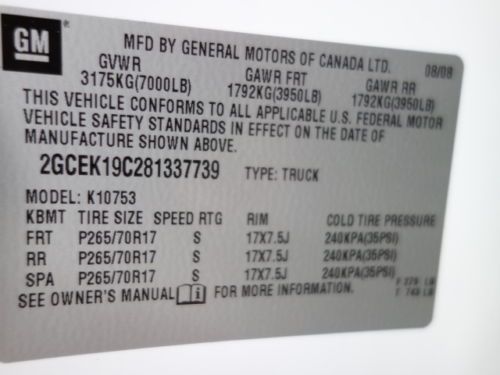 GM
MFD BY GENERAL MOTORS OF CANADA LTD. 08/08
GVWR GAWR FRT GAWR RR
3175KG(7000LB) 1792KG(3950LB) 1792KG(3950LB)
THIS VEHICLE CONFORMS TO ALL APPLICABLE U.S. FEDERAL MOTOR
VEHICLE SAFETY STANDARDS IN EFFECT ON THE DATE OF
MANUFACTURE SHOWN ABOVE.
2GCEK19C281337739 TYPE: TRUCK
MODEL: K10753
KBMT TIRE SIZE SPEED RTG RIM COLD TIRE PRESSURE
FRT P265/70R17 S 17X7.5J 240KPA(35PSI)
RR P265/70R17 S 17X7.5J 240KPA(35PSI)
SPA P265/70R17 S 17X7.5J 240KPA(35PSI)
SEE OWNER'S MANUAL i FOR MORE INFORMATION.